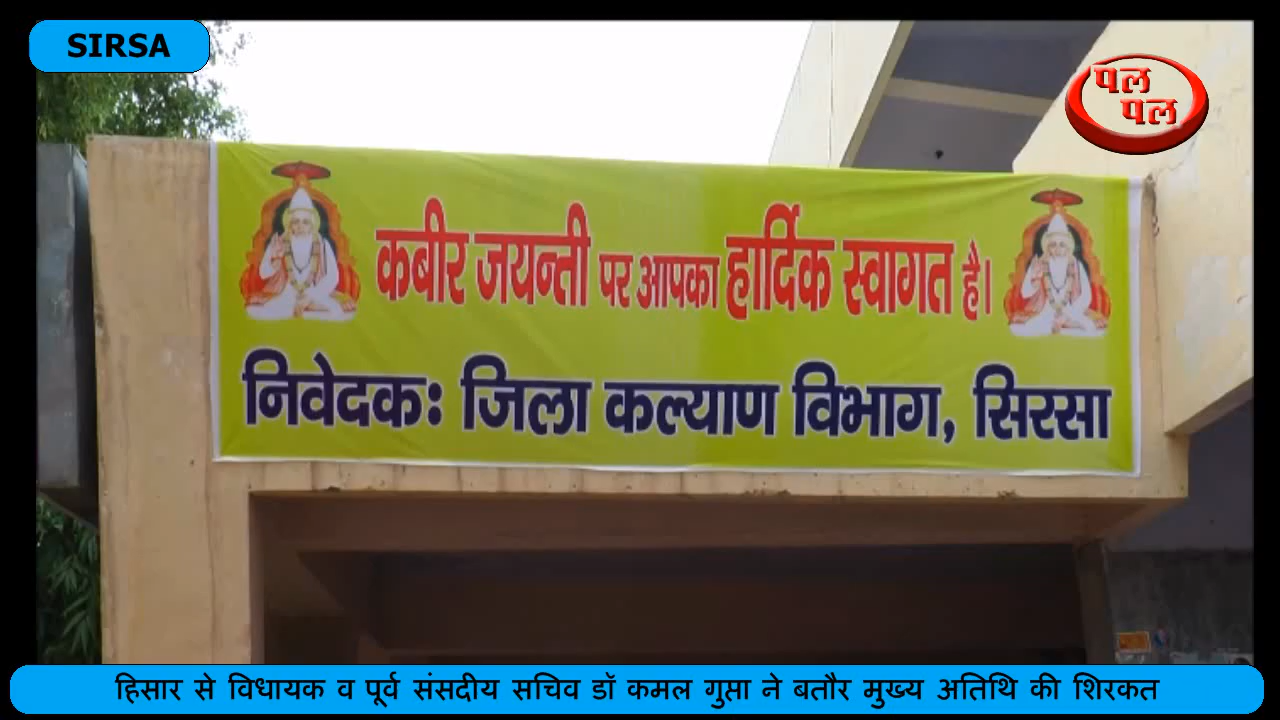 SIRSA
पल
पल
कबीर जयन्ती पर आपका हार्दिक स्वागत है।
निवेदकः जिला कल्याण विभाग, सिरसा
हिसार से विधायक व पूर्व संसदीय सचिव डॉ कमल गुप्ता ने बतौर मुख्य अतिथि की शिरकत